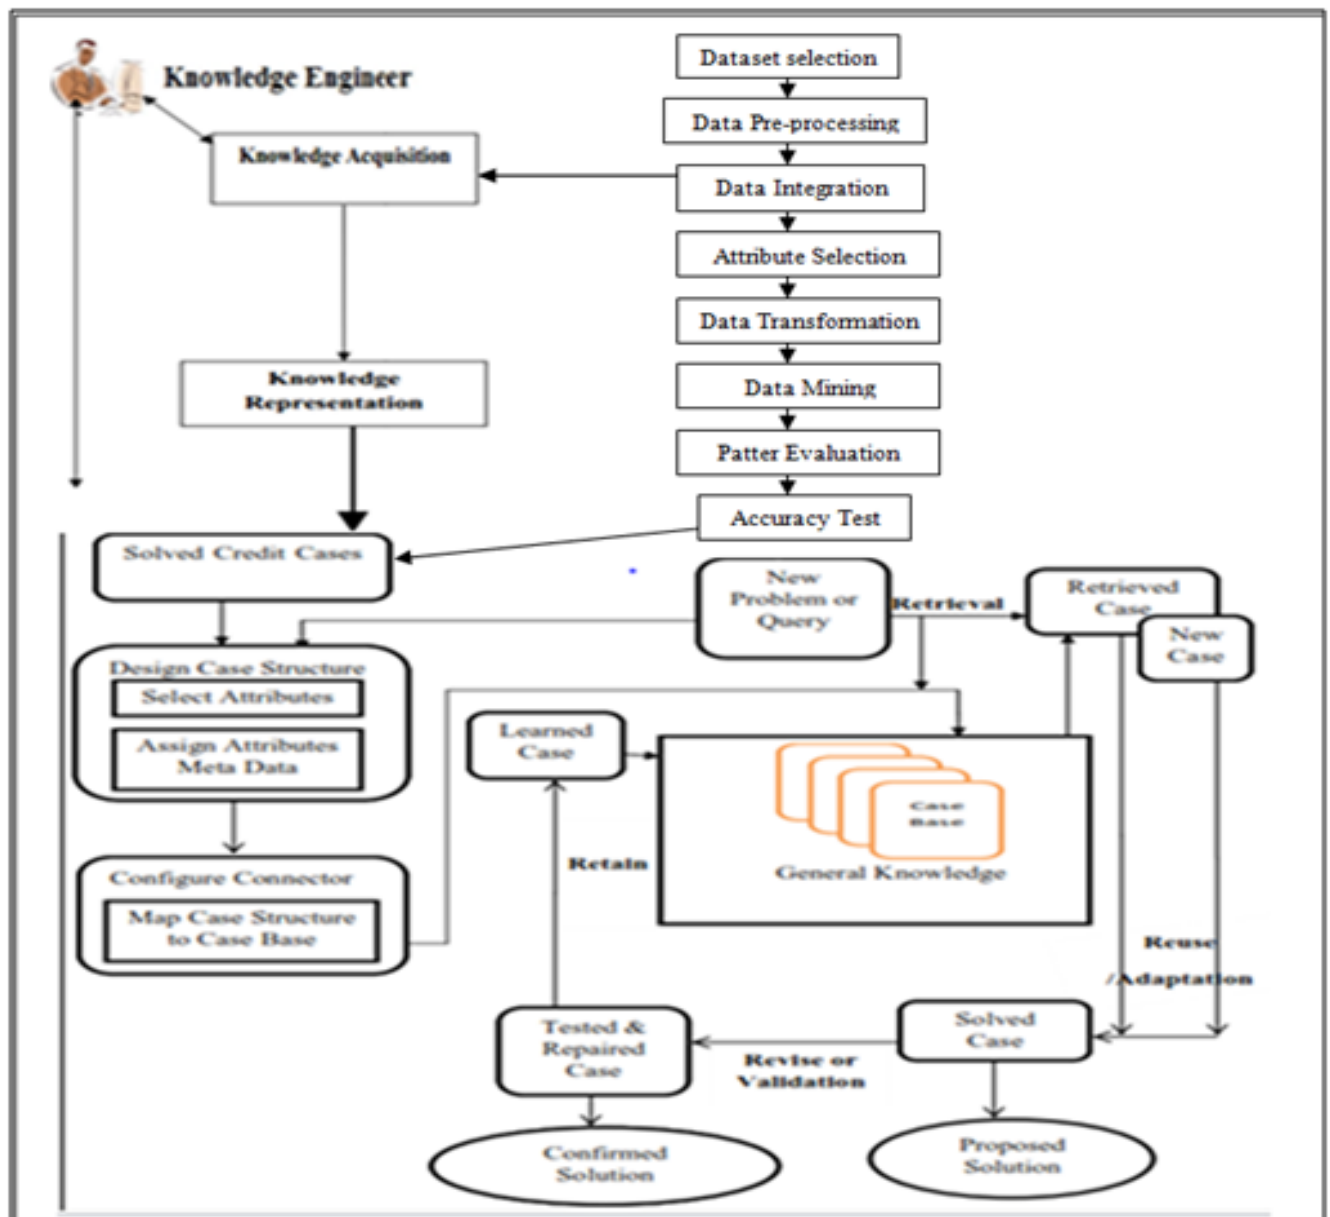 Knowledge Engineer
Dataset selection
Data Pre-processing
Knowledge Acquisition
Data Integration
Attribute Selection
Data Transformation
Knowledge
Representation
Data Mining
Patter Evaluation
Accuracy Test
Solved Credit Cases
New
Problem or
Query
Retrieval
Retrieved
Case
New
Case
Design Case Structure
Select Attributes
Assign Attributes
Meta Data
Learned
Case
Case
Base
General Knowledge
Retain
Configure Connector
Map Case Structure
to Case Base
Reuse
/Adaptation
Tested &
Repaired
Case
Solved
Case
Revise or
Validation
Confirmed
Solution
Proposed
Solution